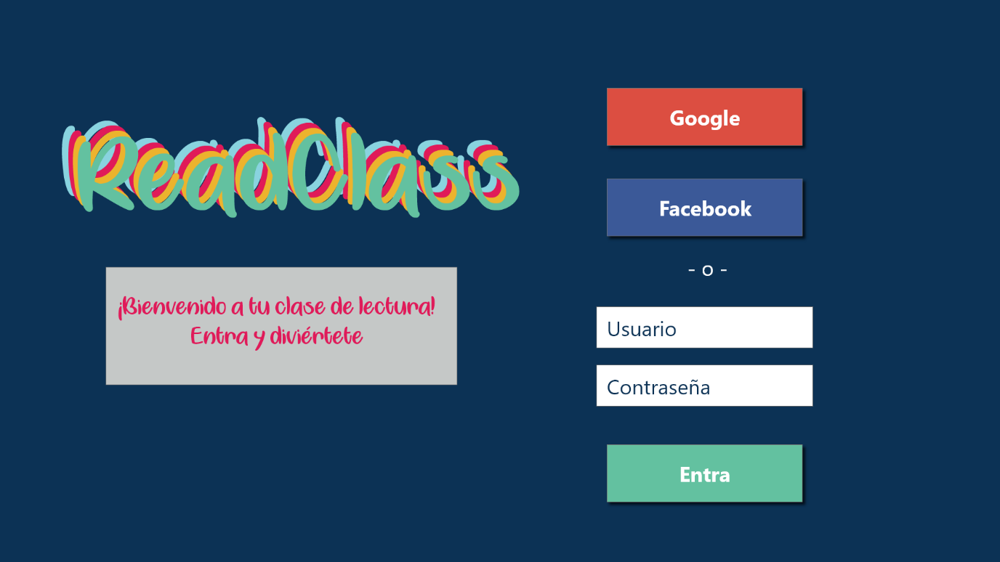 ReadClass
¡Bienvenido a tu clase de lectura!
Entra y diviértete
Google
Facebook
- o -
Usuario
Contraseña
Entra